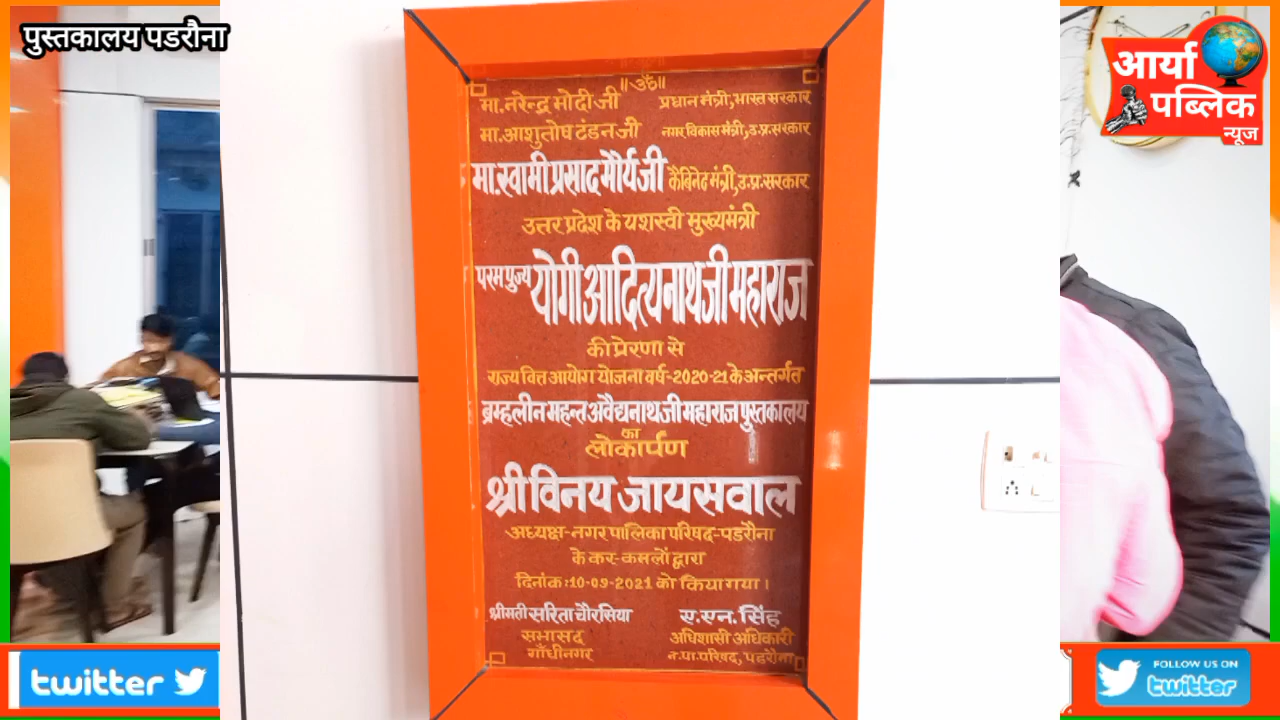 पुस्तकालय पडरौना
आर्या
पब्लिक
न्यूज
॥ॐ॥
मा.नरेन्द्र मोदी जी प्रधान मंत्री,भारत सरकार
मा.आशुतोष टंडन जी नगर विकास मंत्री,उ.प्र.सरकार
मा.स्वामी प्रसाद मौर्य जी कैबिनेट मंत्री,उ.प्र.सरकार
उत्तर प्रदेश के यशस्वी मुख्यमंत्री
परम पुज्य योगी आदित्यनाथ जी महाराज
की प्रेरणा से
राज्य वित्त आयोग योजना वर्ष-2020-21 के अन्तर्गत
ब्रम्हलीन महन्त अवैद्यनाथ जी महाराज पुस्तकालय
का
लोकार्पण
श्री विनय जायसवाल
अध्यक्ष-नगर पालिका परिषद-पडरौना
के कर-कमलों द्वारा
दिनांक:10-09-2021 को किया गया।
श्रीमती सरिता चौरसिया ए.एन.सिंह
सभासद अधिशासी अधिकारी
गाँधीनगर न.पा.परिषद, पडरौना
twitter
FOLLOW US ON
twitter